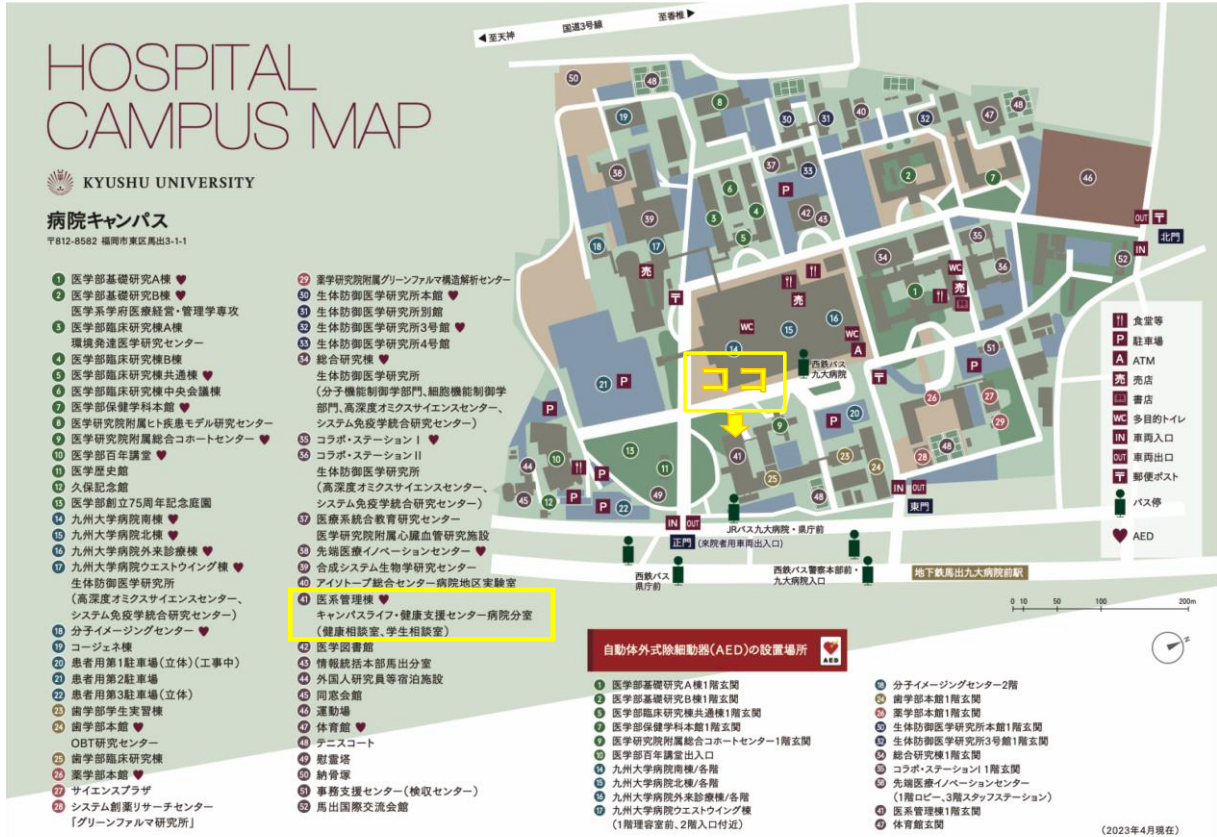 至香椎▶
国道3号線
◀至天神
HOSPITAL
CAMPUS MAP
KYUSHU UNIVERSITY
病院キャンパス
〒812-8582 福岡市東区馬出3-1-1
1 医学部基礎研究A棟 ♥
2 医学部基礎研究B棟 ♥
医学系学府医療経営・管理学専攻
3 医学部臨床研究棟A棟
環境発達医学研究センター
4 医学部臨床研究棟B棟
5 医学部臨床研究棟共通棟 ♥
6 医学部臨床研究棟中央会議棟
7 医学部保健学科本館 ♥
8 医学研究院附属ヒト疾患モデル研究センター
9 医学研究院附属総合コホートセンター ♥
10 医学部百年講堂 ♥
11 医学歴史館
12 久保記念館
13 医学部創立75周年記念庭園
14 九州大学病院南棟 ♥
15 九州大学病院北棟 ♥
16 九州大学病院外来診療棟 ♥
17 九州大学病院ウエストウイング棟 ♥
生体防御医学研究所
(高深度オミクスサイエンスセンター、
システム免疫学統合研究センター)
18 分子イメージングセンター ♥
19 コージェネ棟
20 患者用第1駐車場(立体)(工事中)
21 患者用第2駐車場
22 患者用第3駐車場(立体)
23 歯学部学生実習棟
24 歯学部本館 ♥
OBT研究センター
25 歯学部臨床研究棟
26 薬学部本館 ♥
27 サイエンスプラザ
28 システム創薬リサーチセンター
「グリーンファルマ研究所」
29 薬学研究院附属グリーンファルマ構造解析センター
30 生体防御医学研究所本館 ♥
31 生体防御医学研究所別館
32 生体防御医学研究所3号館 ♥
33 生体防御医学研究所4号館
34 総合研究棟 ♥
生体防御医学研究所
(分子機能制御学部門、細胞機能制御学
部門、高深度オミクスサイエンスセンター、
システム免疫学統合研究センター)
35 コラボ・ステーションI ♥
36 コラボ・ステーションII
生体防御医学研究所
(高深度オミクスサイエンスセンター、
システム免疫学統合研究センター)
37 医療系統合教育研究センター
医学研究院附属心臓血管研究施設
38 先端医療イノベーションセンター ♥
39 合成システム生物学研究センター
40 アイソトープ総合センター病院地区実験室
41 医系管理棟 ♥
キャンパスライフ・健康支援センター病院分室
(健康相談室、学生相談室)
42 医学図書館
43 情報統括本部馬出分室
44 外国人研究員等宿泊施設
45 同窓会館
46 運動場
47 体育館 ♥
48 テニスコート
49 慰霊塔
50 納骨塚
51 事務支援センター(検収センター)
52 馬出国際交流会館
ココ
西鉄バス
九大病院
北門
東門
正門 (来院者用車両出入口)
JRバス九大病院・県庁前
西鉄バス
県庁前
西鉄バス警察本部前・
九大病院入口
地下鉄馬出九大病院前駅
食堂等
P 駐車場
A ATM
売 売店
書店
WC 多目的トイレ
IN 車両入口
OUT 車両出口
〒 郵便ポスト
バス停
♥ AED
0 10 50 100 200m
N
自動体外式除細動器(AED)の設置場所
AED
1 医学部基礎研究A棟1階玄関
2 医学部基礎研究B棟1階玄関
5 医学部臨床研究棟共通棟1階玄関
7 医学部保健学科本館1階玄関
9 医学研究院附属総合コホートセンター1階玄関
10 医学部百年講堂出入口
14 九州大学病院南棟/各階
15 九州大学病院北棟/各階
16 九州大学病院外来診療棟/各階
17 九州大学病院ウエストウイング棟
(1階理容室前、2階入口付近)
18 分子イメージングセンター2階
24 歯学部本館1階玄関
26 薬学部本館1階玄関
30 生体防御医学研究所本館1階玄関
32 生体防御医学研究所3号館1階玄関
34 総合研究棟1階玄関
35 コラボ・ステーションI 1階玄関
38 先端医療イノベーションセンター
(1階ロビー、3階スタッフステーション)
41 医系管理棟1階玄関
47 体育館玄関
(2023年4月現在)